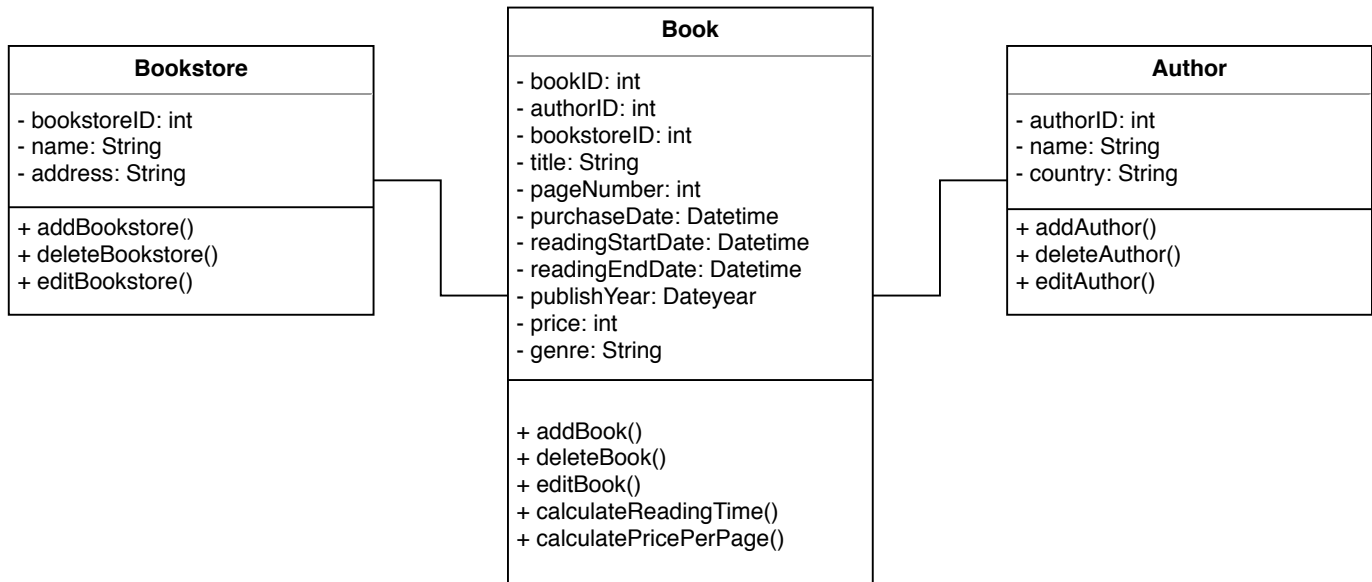 Bookstore
- bookstoreID: int
- name: String
- address: String
+ addBookstore()
+ deleteBookstore()
+ editBookstore()
Book
- bookID: int
- authorID: int
- bookstoreID: int
- title: String
- pageNumber: int
- purchaseDate: Datetime
- readingStartDate: Datetime
- readingEndDate: Datetime
- publishYear: Dateyear
- price: int
- genre: String
+ addBook()
+ deleteBook()
+ editBook()
+ calculateReadingTime()
+ calculatePricePerPage()
Author
- authorID: int
- name: String
- country: String
+ addAuthor()
+ deleteAuthor()
+ editAuthor()